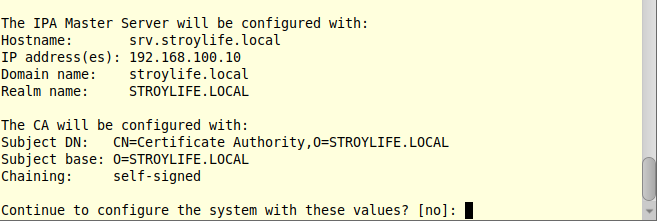 The IPA Master Server will be configured with:
Hostname:       srv.stroylife.local
IP address(es): 192.168.100.10
Domain name:    stroylife.local
Realm name:     STROYLIFE.LOCAL

The CA will be configured with:
Subject DN:   CN=Certificate Authority,O=STROYLIFE.LOCAL
Subject base: O=STROYLIFE.LOCAL
Chaining:     self-signed

Continue to configure the system with these values? [no]: